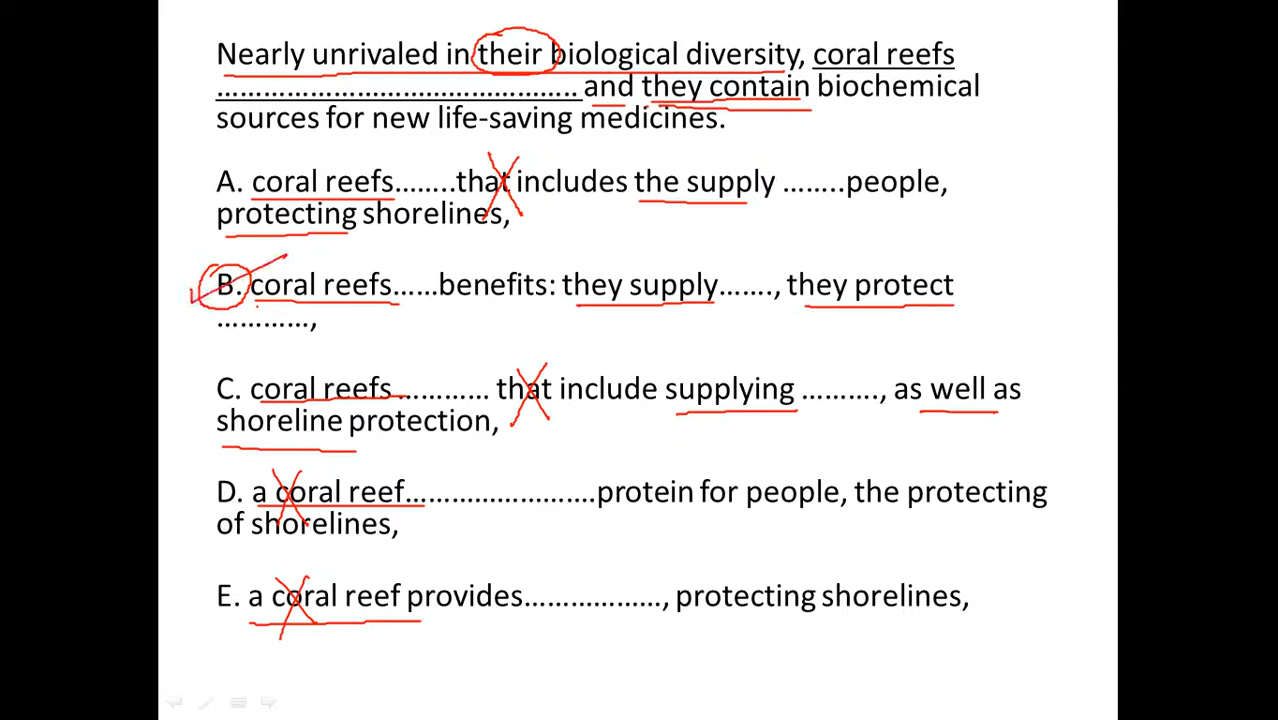 Nearly unrivaled in their biological diversity, coral reefs
............................................. and they contain biochemical
sources for new life-saving medicines.
A. coral reefs........that includes the supply ........people,
protecting shorelines,
B. coral reefs......benefits: they supply......., they protect
............,
C. coral reefs............ that include supplying .........., as well as
shoreline protection,
D. a coral reef........................protein for people, the protecting
of shorelines,
E. a coral reef provides.................., protecting shorelines,